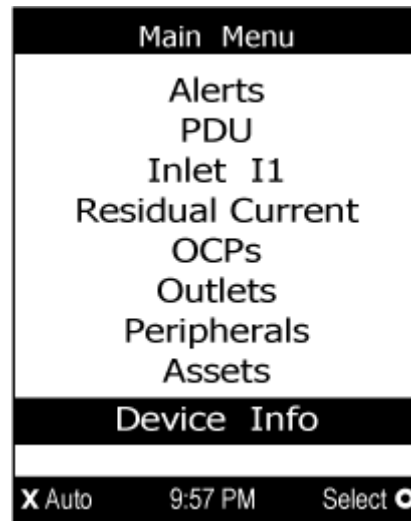 Main Menu
Alerts
PDU
Inlet I1
Residual Current
OCPs
Outlets
Peripherals
Assets
Device Info
X Auto 9:57 PM Select O